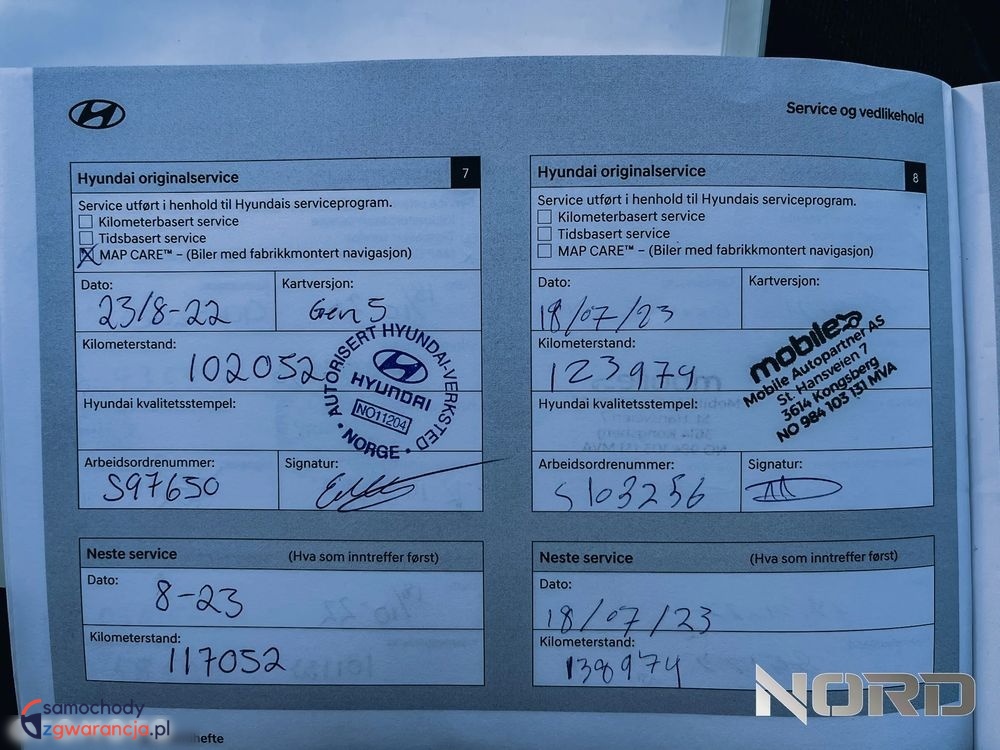 Service og vedlikehold
Hyundai originalservice 7
Service utført i henhold til Hyundais serviceprogram.
Kilometerbasert service
Tidsbasert service
MAP CARE™ – (Biler med fabrikkmontert navigasjon)
Dato:
23/8-22
Kartversjon:
Gen 5
Kilometerstand:
102052
Hyundai kvalitetsstempel:
AUTORISERT HYUNDAI-VERKSTED
HYUNDAI
NO11204
NORGE
Arbeidsordrenummer:
S97650
Signatur:
Neste service (Hva som inntreffer først)
Dato:
8-23
Kilometerstand:
117052
Hyundai originalservice 8
Service utført i henhold til Hyundais serviceprogram.
Kilometerbasert service
Tidsbasert service
MAP CARE™ – (Biler med fabrikkmontert navigasjon)
Dato:
18/07/23
Kartversjon:
Kilometerstand:
123974
mobile
Mobile Autopartner AS
St. Hansveien 7
3614 Kongsberg
NO 984 103 131 MVA
Hyundai kvalitetsstempel:
Arbeidsordrenummer:
S103256
Signatur:
Neste service (Hva som inntreffer først)
Dato:
18/07/23
Kilometerstand:
138974
NORD
samochody
zgwarancja.pl
hefte